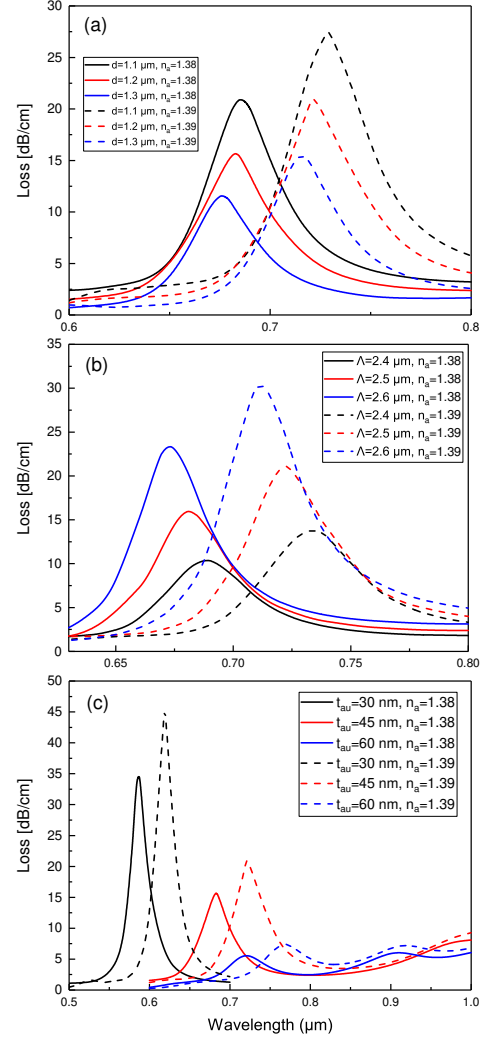 (a)
30
25
20
15
10
5
0
Loss [dB/cm]
d=1.1 µm, nₐ=1.38
d=1.2 µm, nₐ=1.38
d=1.3 µm, nₐ=1.38
d=1.1 µm, nₐ=1.39
d=1.2 µm, nₐ=1.39
d=1.3 µm, nₐ=1.39
0.6 0.7 0.8
(b)
35
30
25
20
15
10
5
0
Loss [dB/cm]
Λ=2.4 µm, nₐ=1.38
Λ=2.5 µm, nₐ=1.38
Λ=2.6 µm, nₐ=1.38
Λ=2.4 µm, nₐ=1.39
Λ=2.5 µm, nₐ=1.39
Λ=2.6 µm, nₐ=1.39
0.65 0.70 0.75 0.80
(c)
50
45
40
35
30
25
20
15
10
5
0
Loss [dB/cm]
tₐᵤ=30 nm, nₐ=1.38
tₐᵤ=45 nm, nₐ=1.38
tₐᵤ=60 nm, nₐ=1.38
tₐᵤ=30 nm, nₐ=1.39
tₐᵤ=45 nm, nₐ=1.39
tₐᵤ=60 nm, nₐ=1.39
0.5 0.6 0.7 0.8 0.9 1.0
Wavelength (µm)